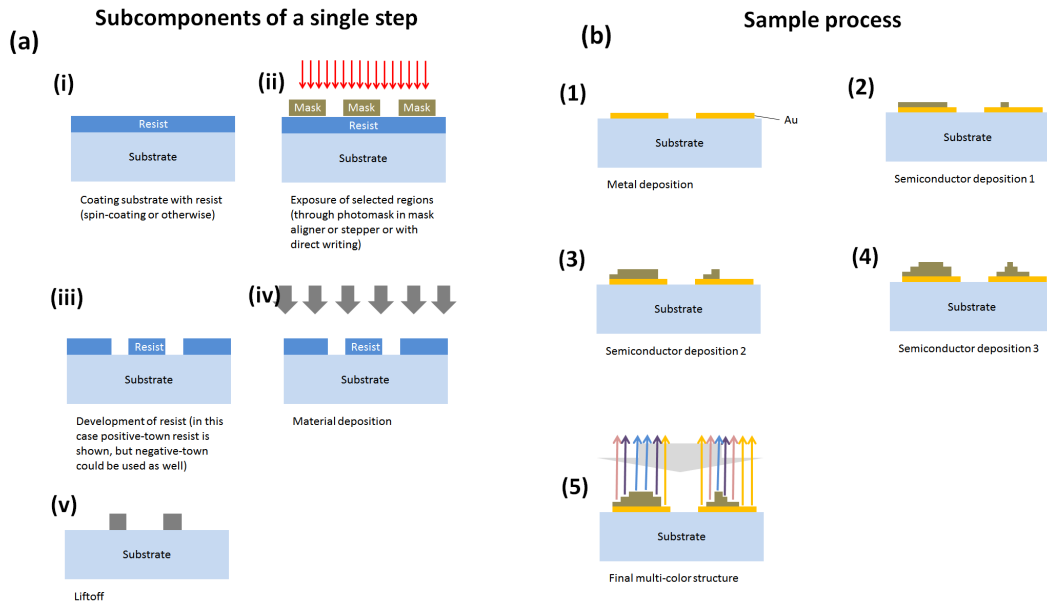 Subcomponents of a single step
(a)
(i)
Resist
Substrate
Coating substrate with resist
(spin-coating or otherwise)
(ii)
Mask Mask Mask
Resist
Substrate
Exposure of selected regions
(through photomask in mask
aligner or stepper or with
direct writing)
(iii)
Resist
Substrate
Development of resist (in this
case positive-town resist is
shown, but negative-town
could be used as well)
(iv)
Resist
Substrate
Material deposition
(v)
Substrate
Liftoff
Sample process
(b)
(1)
Au
Substrate
Metal deposition
(2)
Substrate
Semiconductor deposition 1
(3)
Substrate
Semiconductor deposition 2
(4)
Substrate
Semiconductor deposition 3
(5)
Substrate
Final multi-color structure